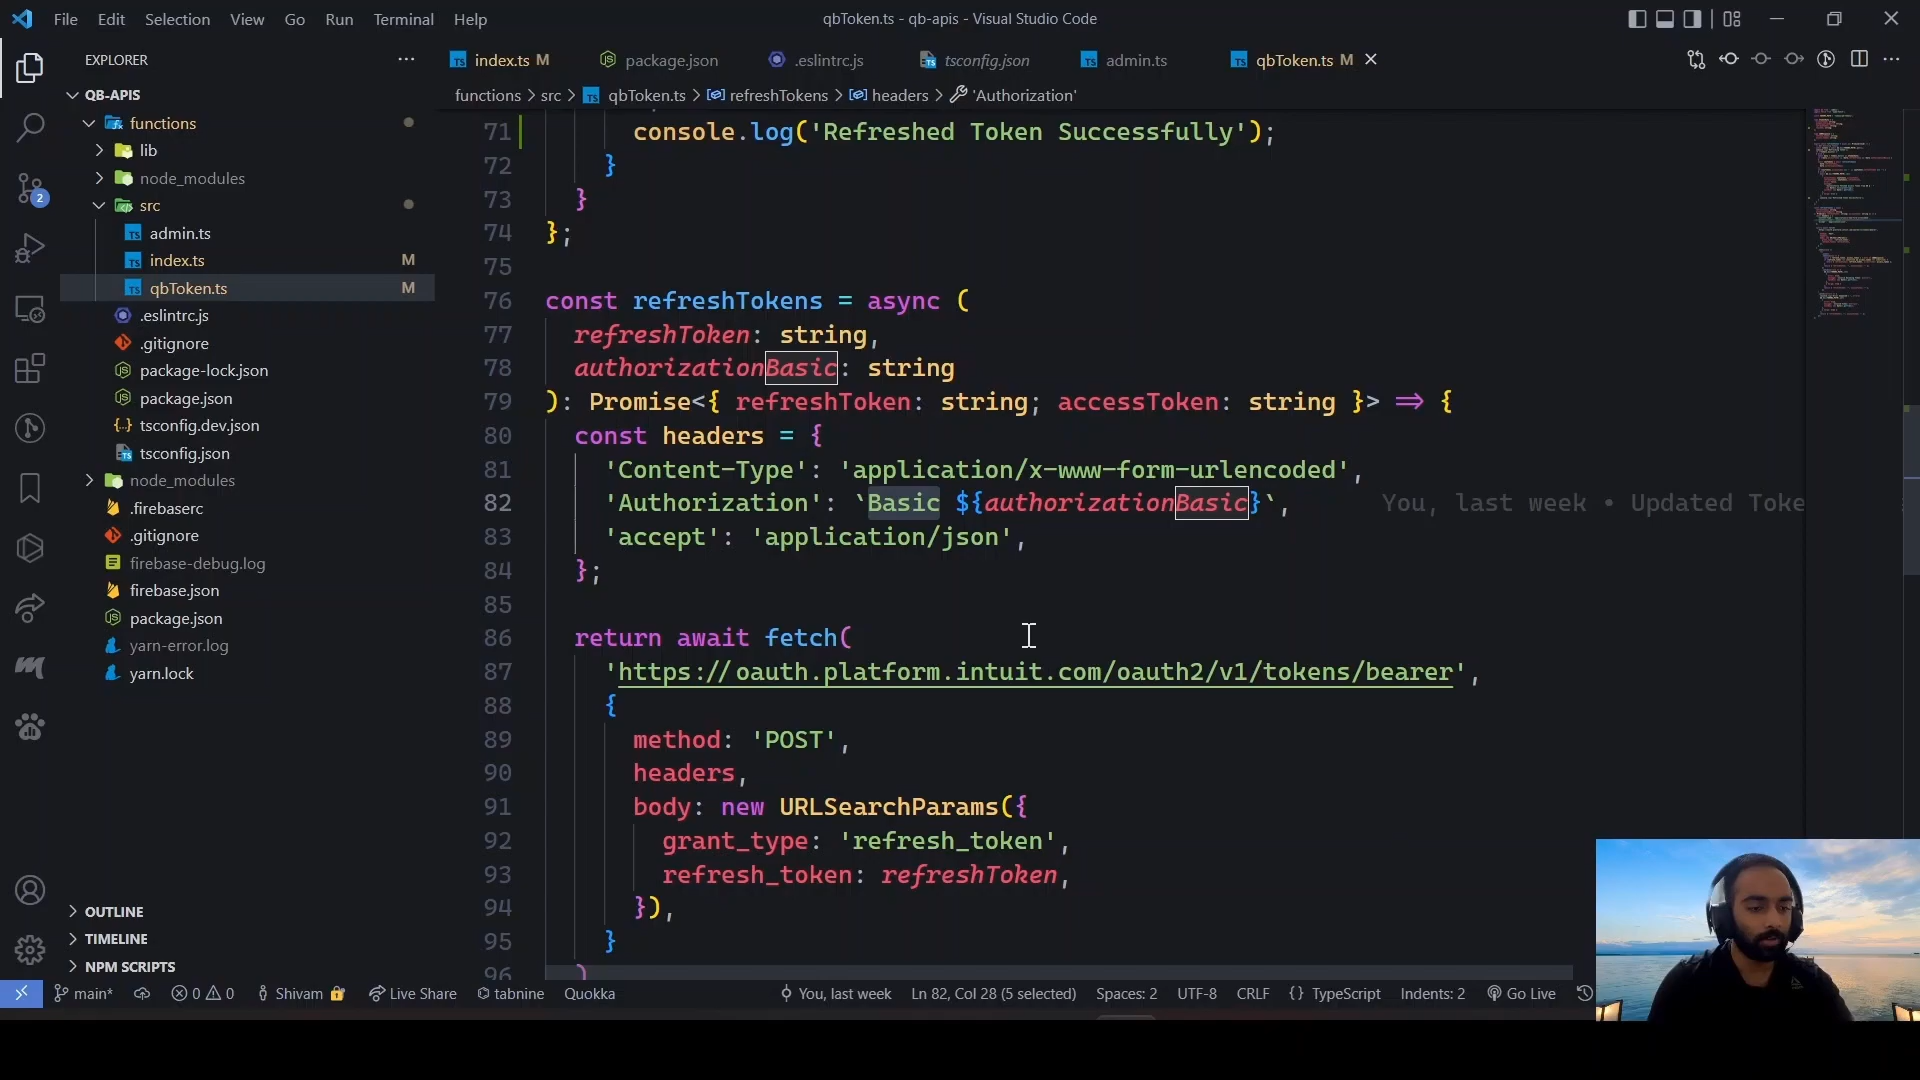 File Edit Selection View Go Run Terminal Help
qbToken.ts - qb-apis - Visual Studio Code
EXPLORER
QB-APIS
functions
lib
node_modules
src
admin.ts
index.ts M
qbToken.ts M
.eslintrc.js
.gitignore
package-lock.json
package.json
tsconfig.dev.json
tsconfig.json
node_modules
.firebaserc
.gitignore
firebase-debug.log
firebase.json
package.json
yarn-error.log
yarn.lock
OUTLINE
TIMELINE
NPM SCRIPTS
2
index.ts M package.json .eslintrc.js tsconfig.json admin.ts qbToken.ts M
functions > src > qbToken.ts > refreshTokens > headers > 'Authorization'
71 console.log('Refreshed Token Successfully');
72 }
73 }
74 };
75
76 const refreshTokens = async (
77 refreshToken: string,
78 authorizationBasic: string
79 ): Promise<{ refreshToken: string; accessToken: string }> => {
80 const headers = {
81 'Content-Type': 'application/x-www-form-urlencoded',
82 'Authorization': `Basic ${authorizationBasic}`, You, last week • Updated Toke
83 'accept': 'application/json',
84 };
85
86 return await fetch(
87 'https://oauth.platform.intuit.com/oauth2/v1/tokens/bearer',
88 {
89 method: 'POST',
90 headers,
91 body: new URLSearchParams({
92 grant_type: 'refresh_token',
93 refresh_token: refreshToken,
94 }),
95 }
96 )
main* 0 0 Shivam Live Share tabnine Quokka You, last week Ln 82, Col 28 (5 selected) Spaces: 2 UTF-8 CRLF {} TypeScript Indents: 2 Go Live